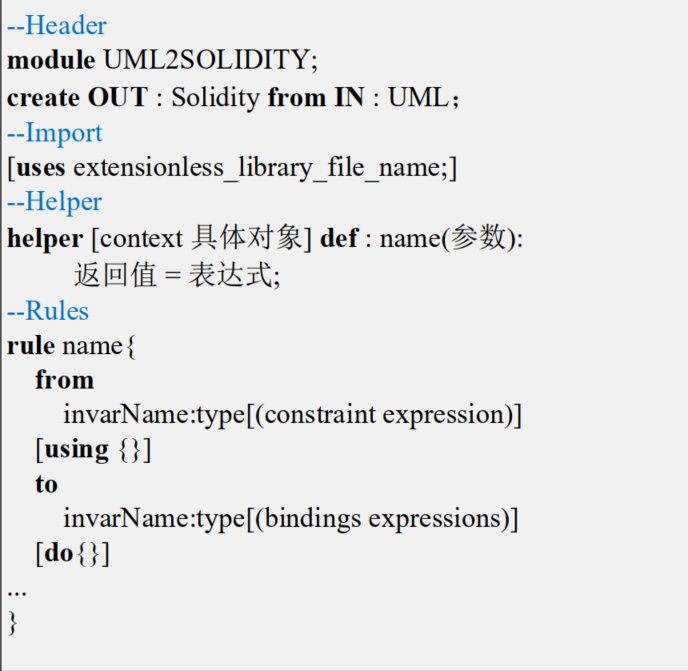 --Header
module UML2SOLIDITY;
create OUT : Solidity from IN : UML；
--Import
[uses extensionless_library_file_name;]
--Helper
helper [context 具体对象] def : name(参数):
返回值 = 表达式;
--Rules
rule name{
from
invarName:type[(constraint expression)]
[using {}]
to
invarName:type[(bindings expressions)]
[do{}]
...
}